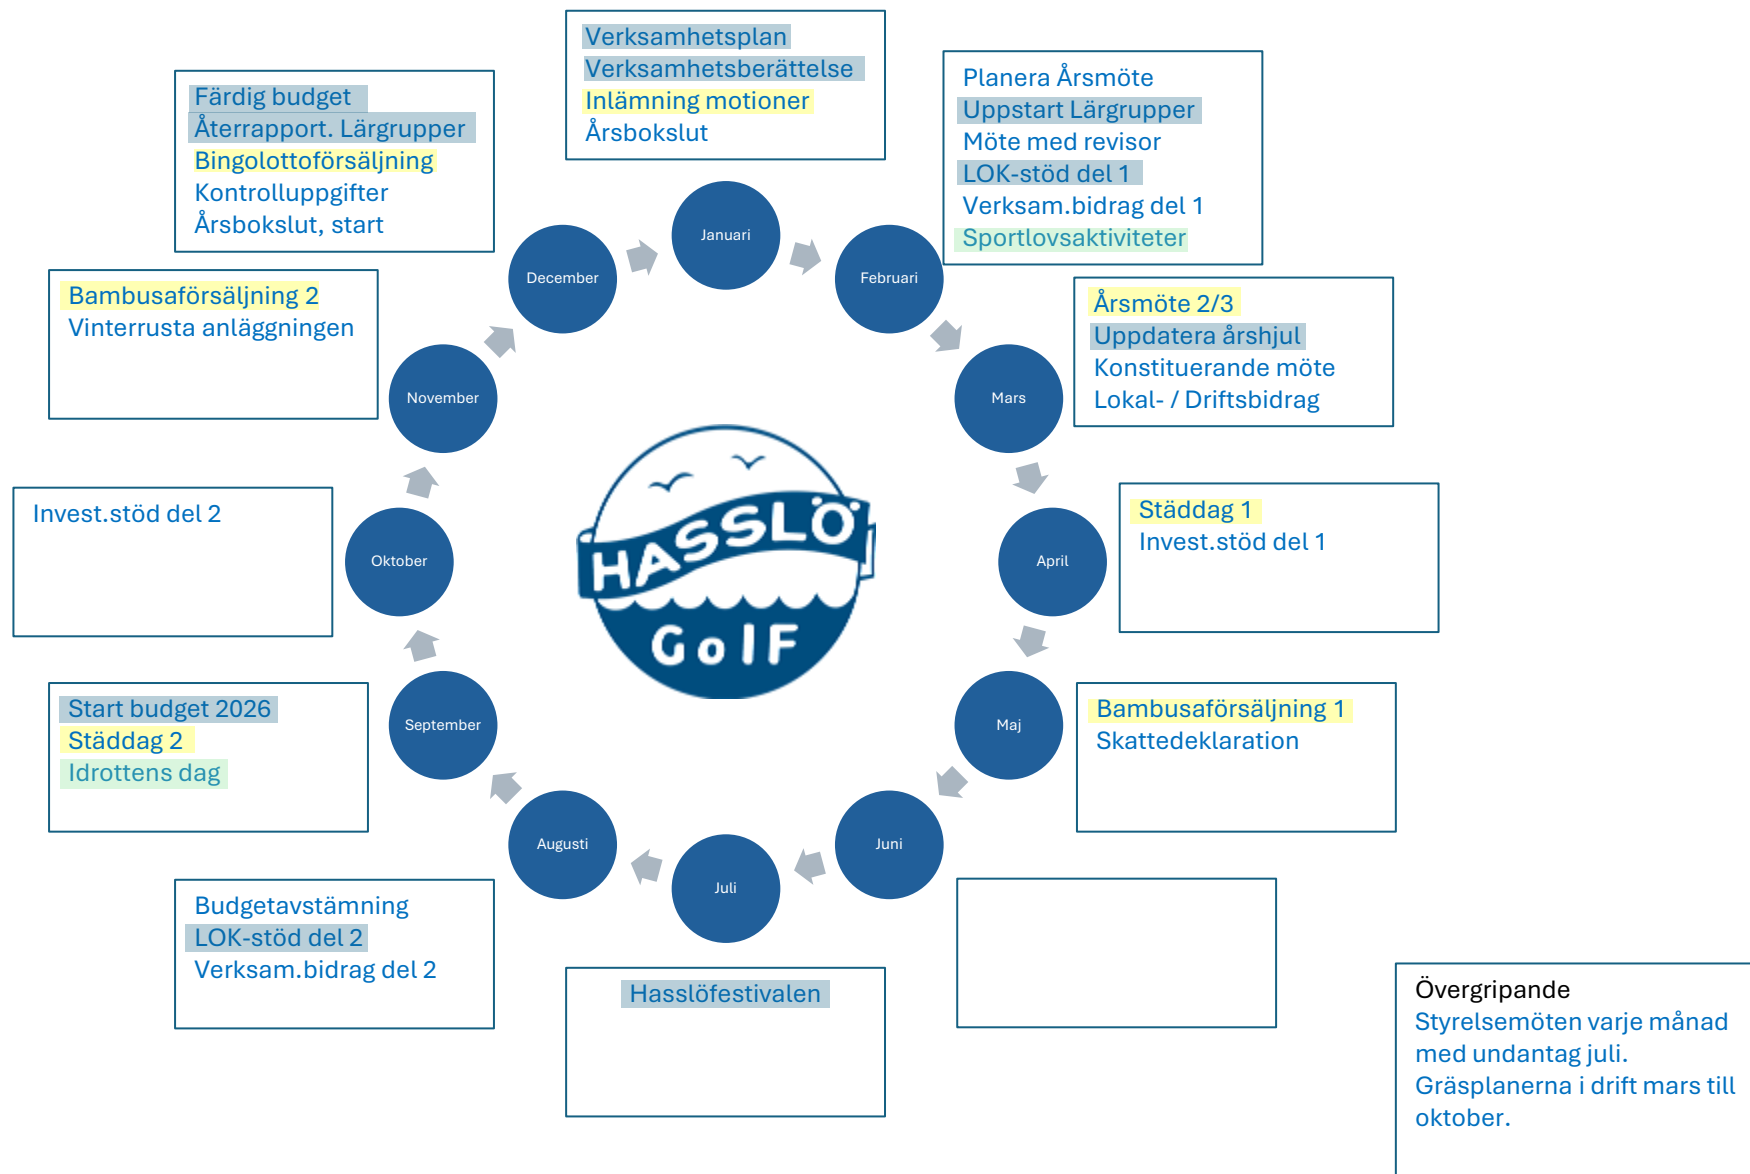 Verksamhetsplan
Verksamhetsberättelse
Inlämning motioner
Årsbokslut
Januari
Planera Årsmöte
Uppstart Lärgrupper
Möte med revisor
LOK-stöd del 1
Verksam.bidrag del 1
Sportlovsaktiviteter
Februari
Årsmöte 2/3
Uppdatera årshjul
Konstituerande möte
Lokal- / Driftsbidrag
Mars
Städdag 1
Invest.stöd del 1
April
Bambusaförsäljning 1
Skattedeklaration
Maj
Juni
Hasslöfestivalen
Juli
Budgetavstämning
LOK-stöd del 2
Verksam.bidrag del 2
Augusti
Start budget 2026
Städdag 2
Idrottens dag
September
Invest.stöd del 2
Oktober
Bambusaförsäljning 2
Vinterrusta anläggningen
November
Färdig budget
Återrapport. Lärgrupper
Bingolottoförsäljning
Kontrolluppgifter
Årsbokslut, start
December
HASSLÖ
GoIF
Övergripande
Styrelsemöten varje månad
med undantag juli.
Gräsplanerna i drift mars till
oktober.